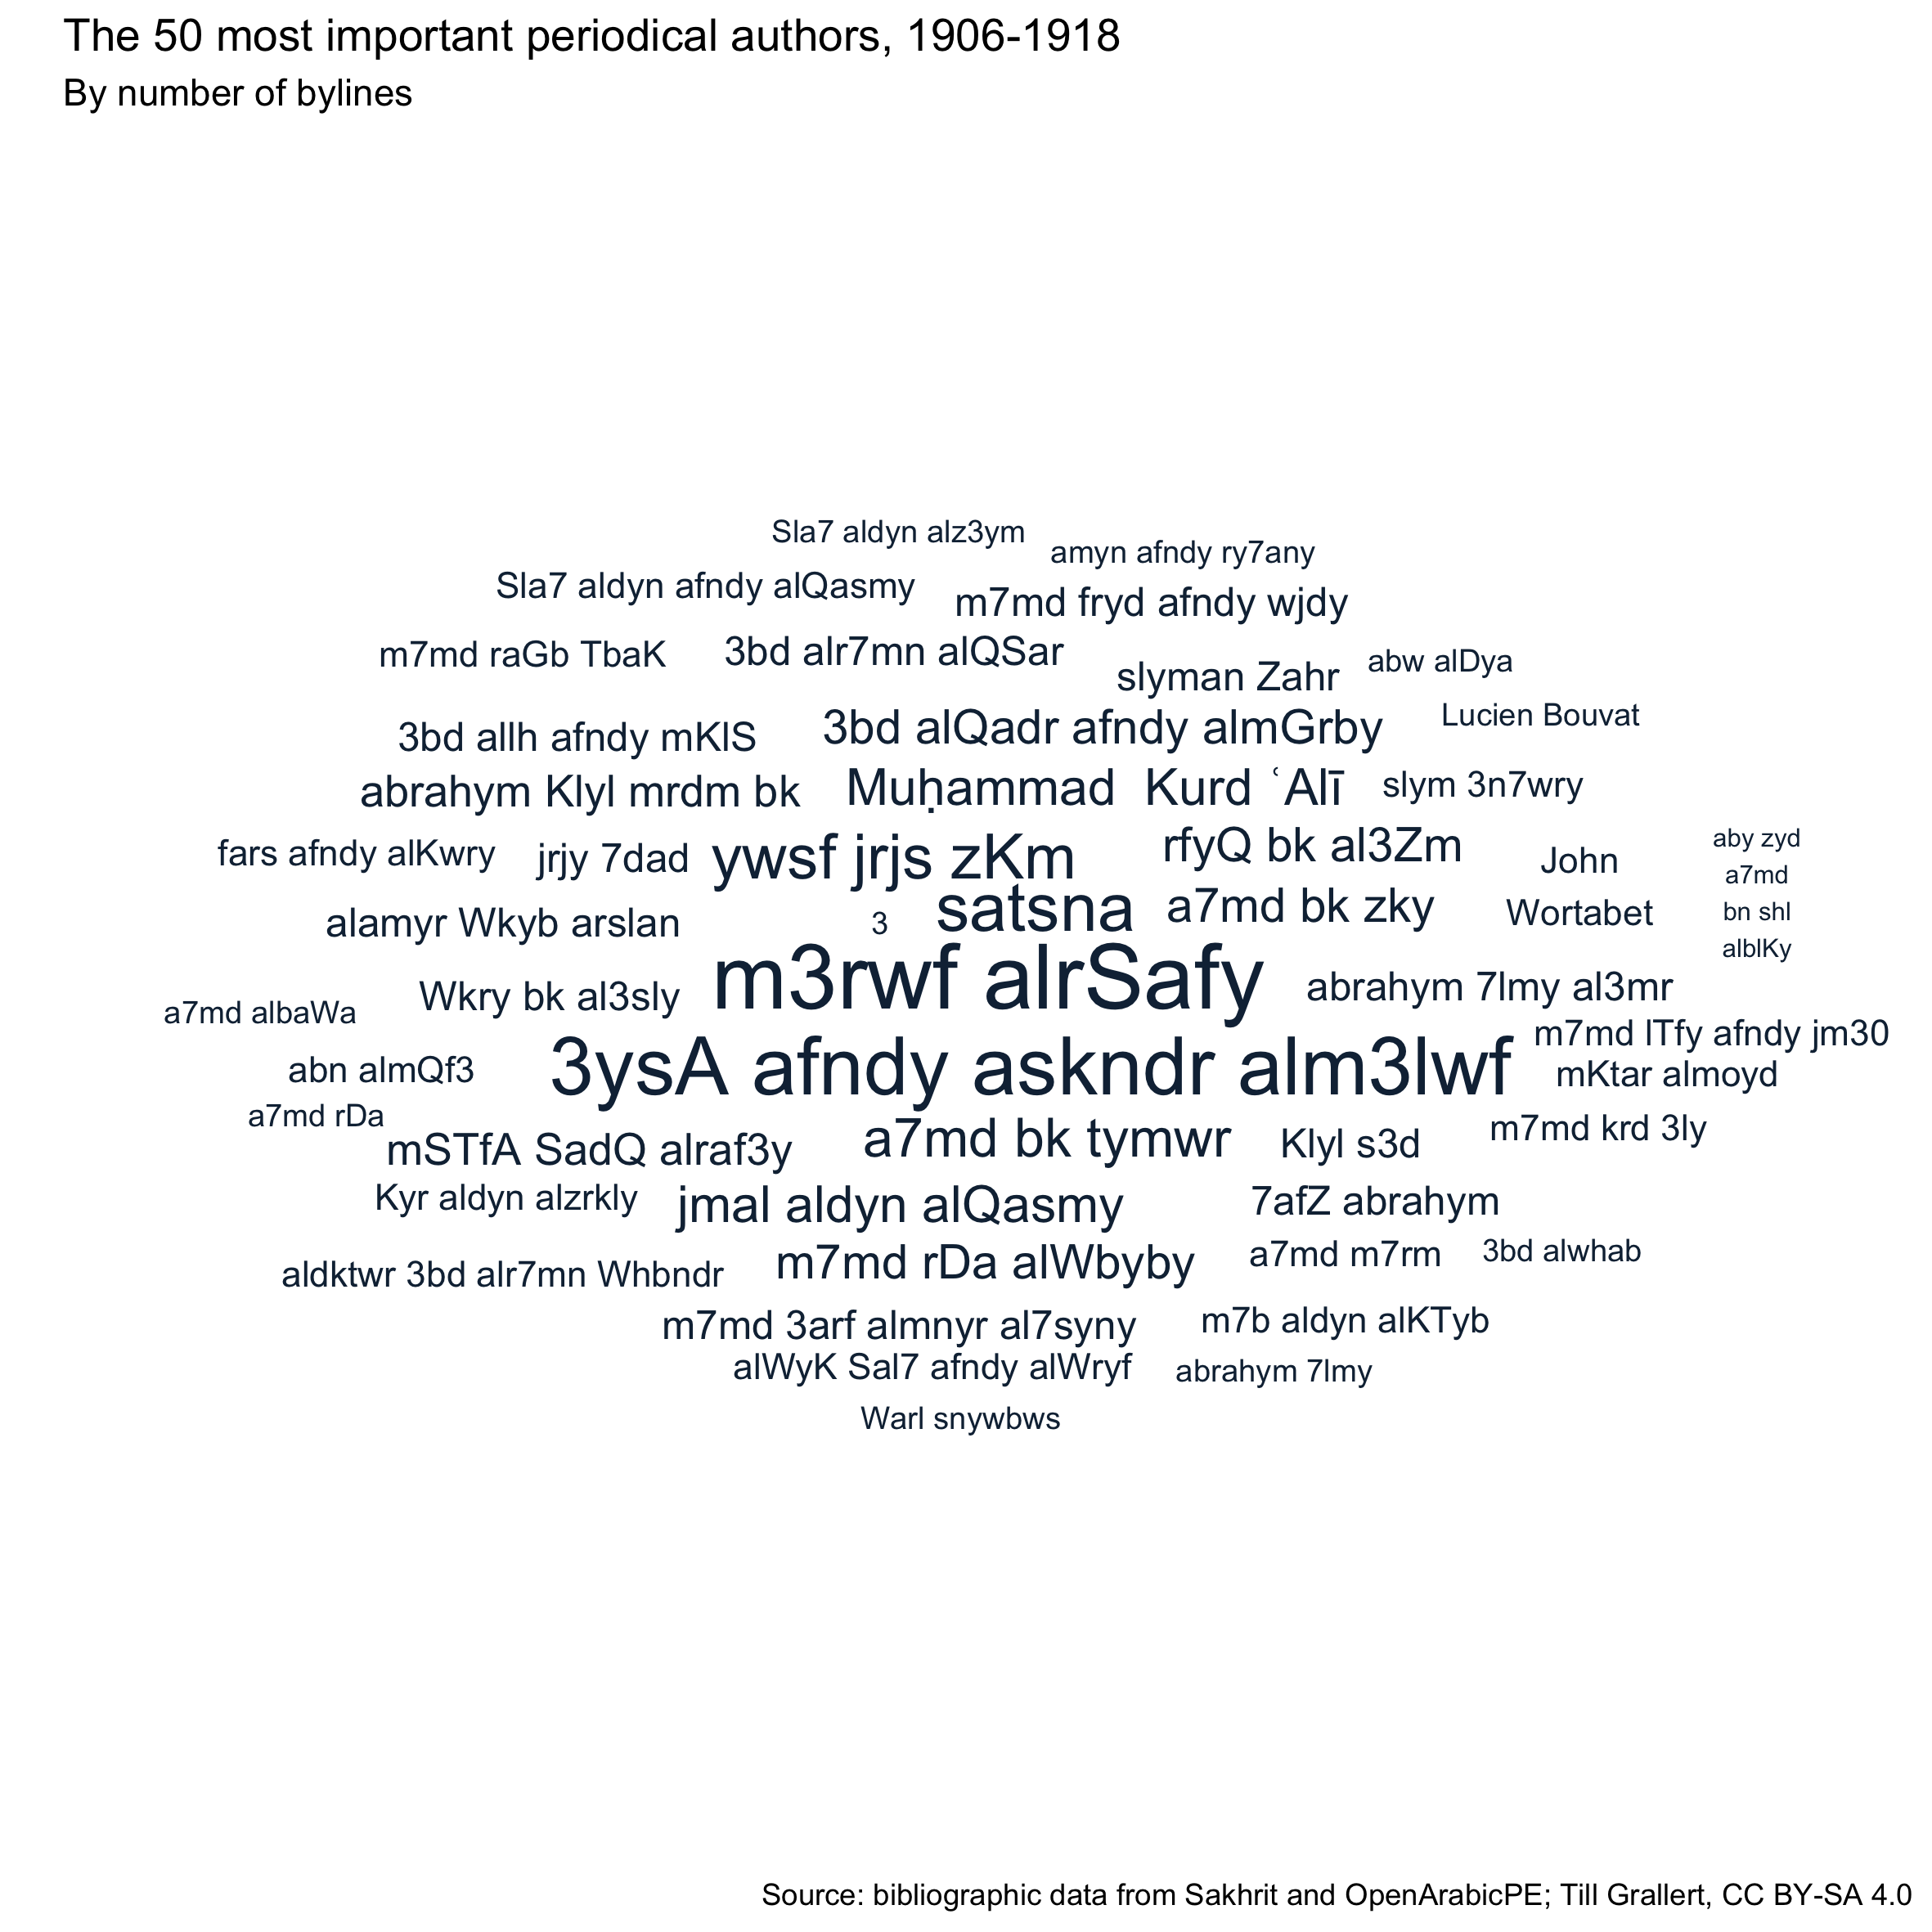 The 50 most important periodical authors, 1906-1918
By number of bylines
Sla7 aldyn alz3ym
amyn afndy ry7any
Sla7 aldyn afndy alQasmy
m7md fryd afndy wjdy
m7md raGb TbaK
3bd alr7mn alQSar
slyman Zahr
abw alDya
3bd allh afndy mKlS
3bd alQadr afndy almGrby
Lucien Bouvat
abrahym Klyl mrdm bk
Muḥammad Kurd ʿAlī
slym 3n7wry
fars afndy alKwry
jrjy 7dad
ywsf jrjs zKm
rfyQ bk al3Zm
John
Wortabet
aby zyd
a7md
bn shl
alblKy
alamyr Wkyb arslan
3
satsna
a7md bk zky
m3rwf alrSafy
abrahym 7lmy al3mr
a7md albaWa
Wkry bk al3sly
m7md lTfy afndy jm30
abn almQf3
3ysA afndy askndr alm3lwf
mKtar almoyd
a7md rDa
mSTfA SadQ alraf3y
a7md bk tymwr
Klyl s3d
m7md krd 3ly
Kyr aldyn alzrkly
jmal aldyn alQasmy
7afZ abrahym
aldktwr 3bd alr7mn Whbndr
m7md rDa alWbyby
a7md m7rm
3bd alwhab
m7md 3arf almnyr al7syny
m7b aldyn alKTyb
alWyK Sal7 afndy alWryf
abrahym 7lmy
Warl snywbws
Source: bibliographic data from Sakhrit and OpenArabicPE; Till Grallert, CC BY-SA 4.0